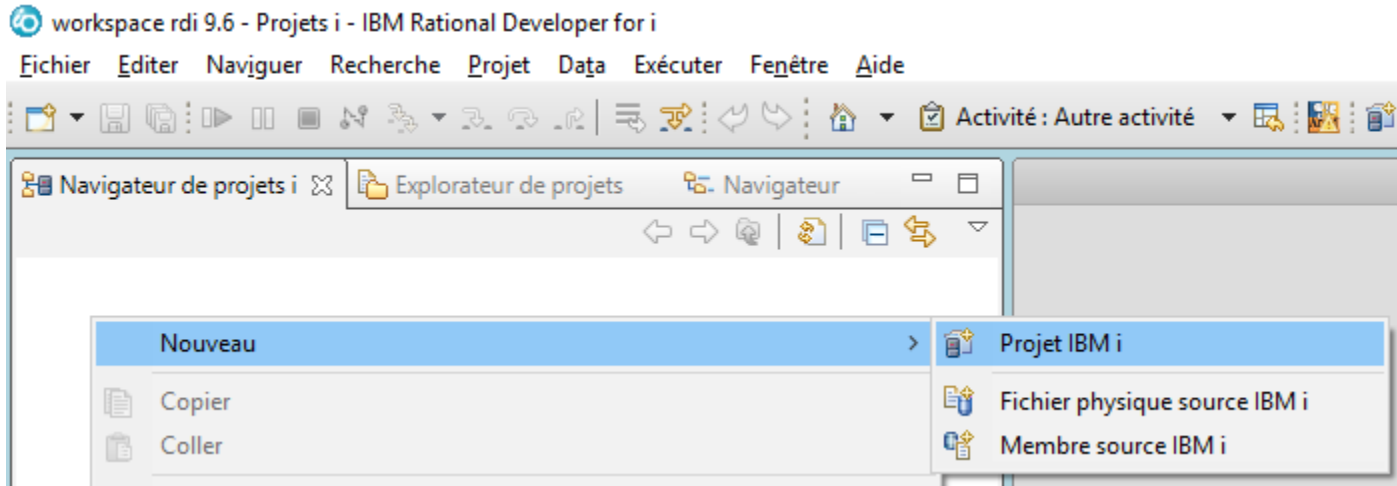 workspace rdi 9.6 - Projets i - IBM Rational Developer for i
Fichier Editer Naviguer Recherche Projet Data Exécuter Fenêtre Aide
Activité : Autre activité
Navigateur de projets i Explorateur de projets Navigateur
Nouveau > Projet IBM i
Copier Fichier physique source IBM i
Coller Membre source IBM i